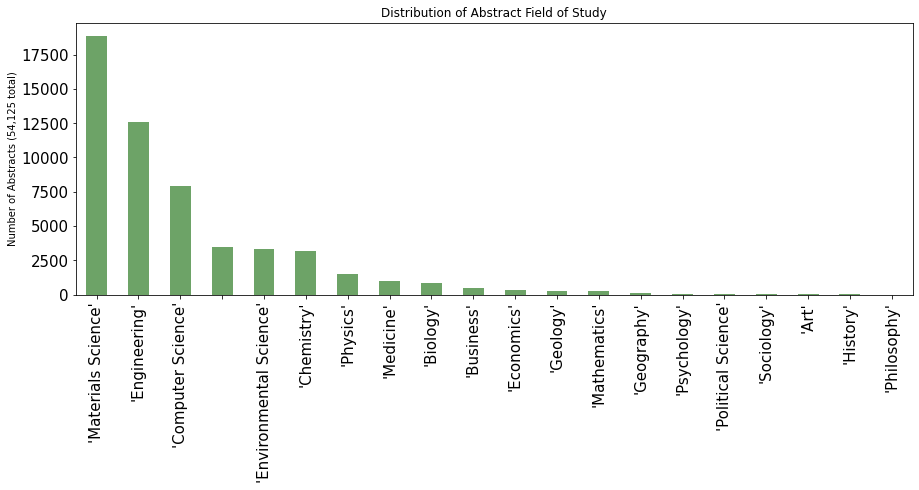 Distribution of Abstract Field of Study
Number of Abstracts (54,125 total)
17500
15000
12500
10000
7500
5000
2500
0
'Materials Science'
'Engineering'
'Computer Science'
'Environmental Science'
'Chemistry'
'Physics'
'Medicine'
'Biology'
'Business'
'Economics'
'Geology'
'Mathematics'
'Geography'
'Psychology'
'Political Science'
'Sociology'
'Art'
'History'
'Philosophy'